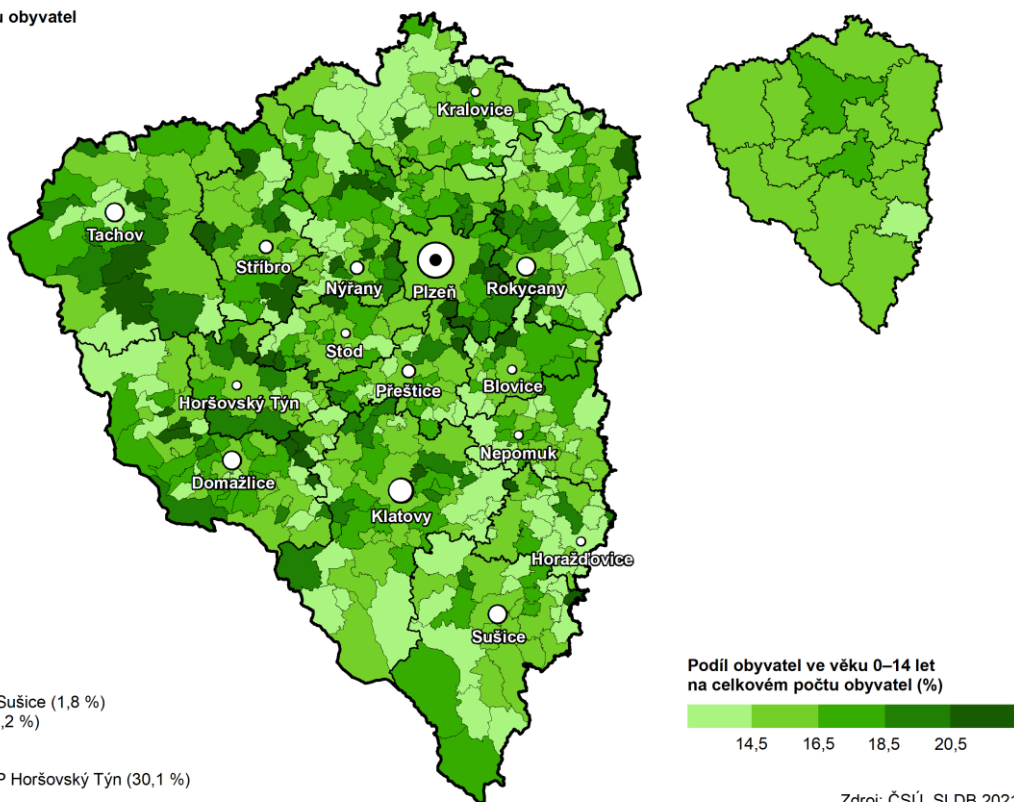 obyvatel
Kralovice
Tachov
Stříbro
Nýřany
Plzeň
Rokycany
Stod
Přeštice
Blovice
Horšovský Týn
Nepomuk
Domažlice
Klatovy
Horažďovice
Sušice
Sušice (1,8 %)
,2 %)
P Horšovský Týn (30,1 %)
Podíl obyvatel ve věku 0–14 let
na celkovém počtu obyvatel (%)
14,5 16,5 18,5 20,5
Zdroj: ČSÚ, SLDB 2021